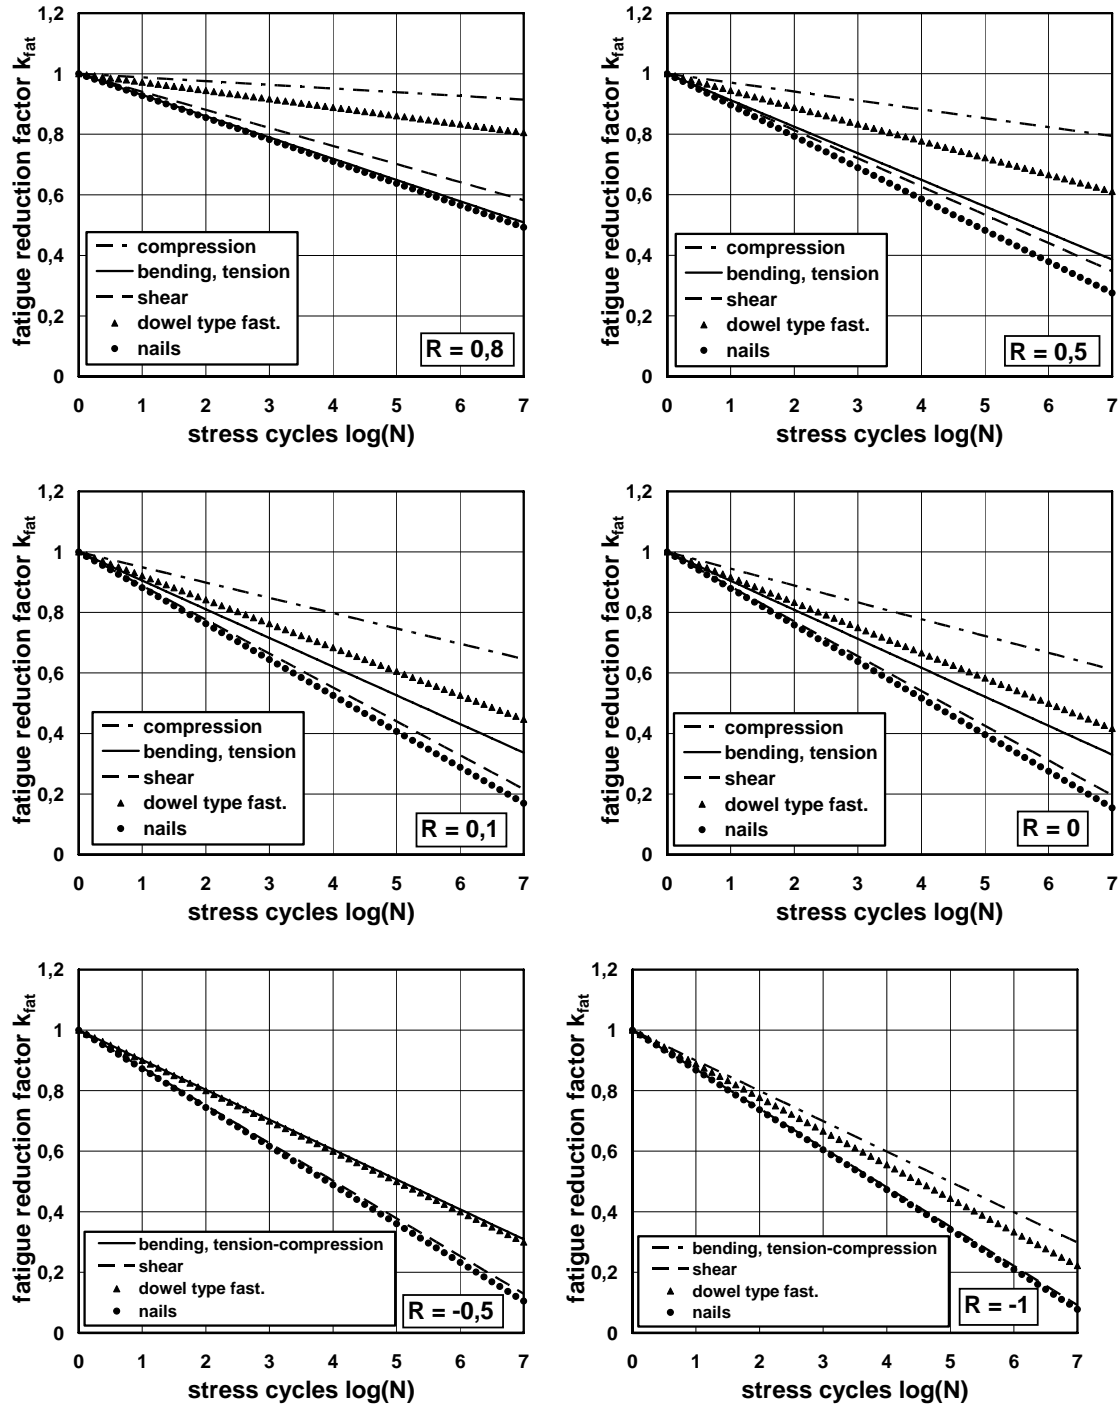 fatigue reduction factor kfat
1,2
1
0,8
0,6
0,4
0,2
0
compression
bending, tension
shear
dowel type fast.
nails
R = 0,8
0 1 2 3 4 5 6 7
stress cycles log(N)
fatigue reduction factor kfat
1,2
1
0,8
0,6
0,4
0,2
0
compression
bending, tension
shear
dowel type fast.
nails
R = 0,5
0 1 2 3 4 5 6 7
stress cycles log(N)
fatigue reduction factor kfat
1,2
1
0,8
0,6
0,4
0,2
0
compression
bending, tension
shear
dowel type fast.
nails
R = 0,1
0 1 2 3 4 5 6 7
stress cycles log(N)
fatigue reduction factor kfat
1,2
1
0,8
0,6
0,4
0,2
0
compression
bending, tension
shear
dowel type fast.
nails
R = 0
0 1 2 3 4 5 6 7
stress cycles log(N)
fatigue reduction factor kfat
1,2
1
0,8
0,6
0,4
0,2
0
bending, tension-compression
shear
dowel type fast.
nails
R = -0,5
0 1 2 3 4 5 6 7
stress cycles log(N)
fatigue reduction factor kfat
1,2
1
0,8
0,6
0,4
0,2
0
bending, tension-compression
shear
dowel type fast.
nails
R = -1
0 1 2 3 4 5 6 7
stress cycles log(N)